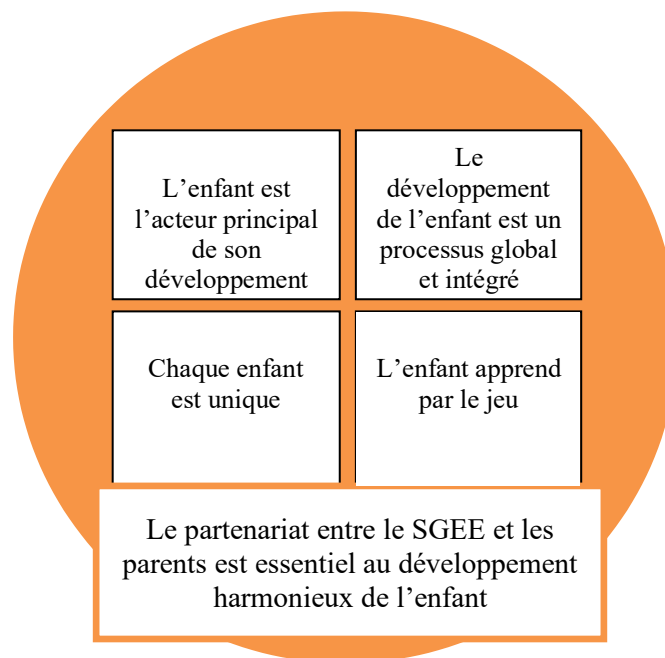 L’enfant est
l’acteur principal
de son
développement
Le
développement
de l’enfant est un
processus global
et intégré
Chaque enfant
est unique
L’enfant apprend
par le jeu
Le partenariat entre le SGEE et les
parents est essentiel au développement
harmonieux de l’enfant